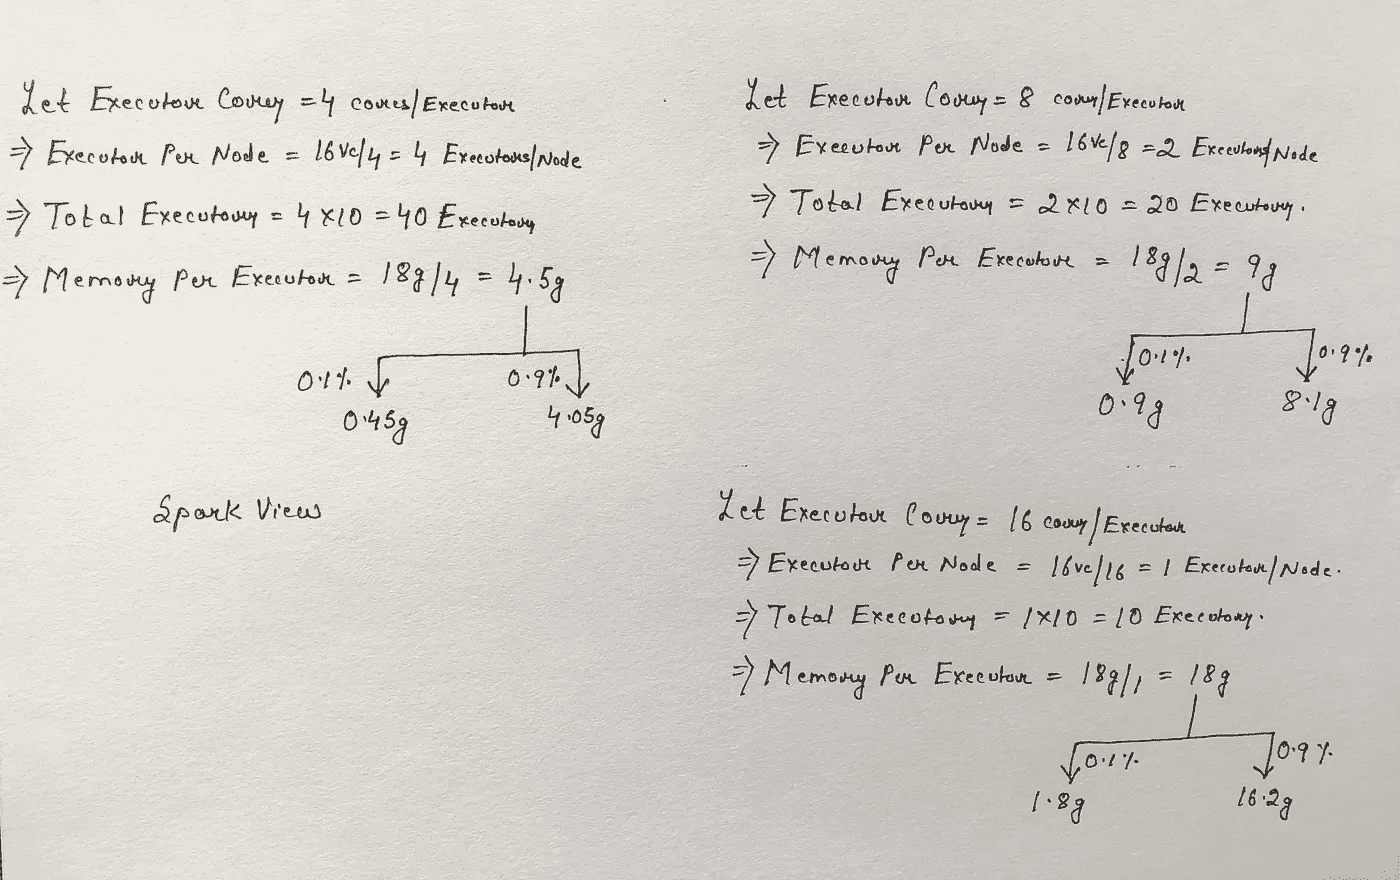 Let Executor Cores = 4 cores/Executor
⇒ Executor Per Node = 16vc/4 = 4 Executors/Node
⇒ Total Executors = 4 x 10 = 40 Executors
⇒ Memory Per Executor = 18g/4 = 4.5g
0.1% 0.9%
0.45g 4.05g
Spark View
Let Executor Cores = 8 cores/Executor
⇒ Executor Per Node = 16vc/8 = 2 Executors/Node
⇒ Total Executors = 2 x 10 = 20 Executors.
⇒ Memory Per Executor = 18g/2 = 9g
0.1% 0.9%
0.9g 8.1g
Let Executor Cores = 16 cores/Executor
⇒ Executor Per Node = 16vc/16 = 1 Executor/Node.
⇒ Total Executors = 1x10 = 10 Executors.
⇒ Memory Per Executor = 18g/1 = 18g
0.1% 0.9%
1.8g 16.2g